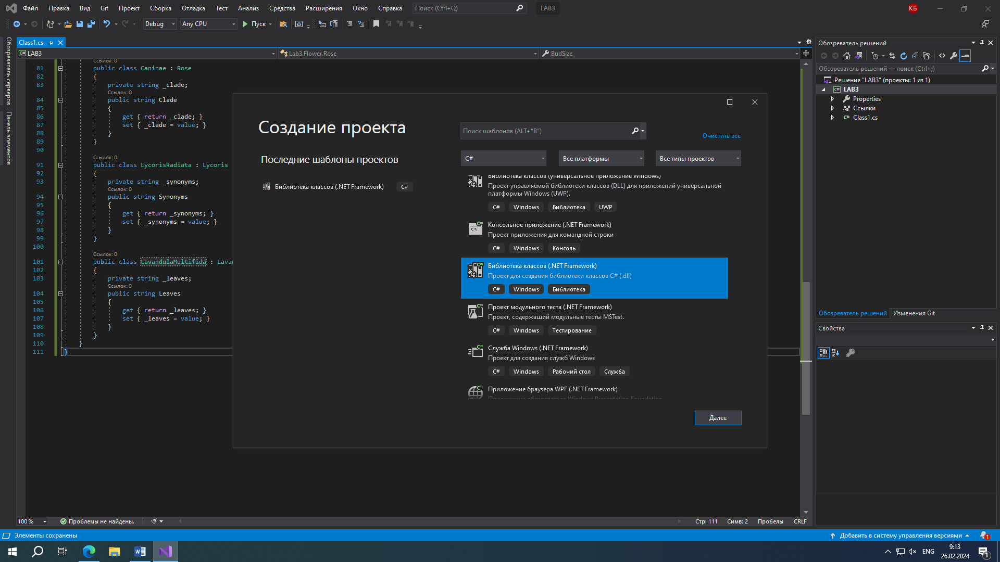 Файл Правка Вид Git Проект Сборка Отладка Тест Анализ Средства Расширения Окно Справка Поиск (Ctrl+Q) LAB3 КБ
Debug Any CPU Пуск
Обозреватель серверов
Панель элементов
Class1.cs
C# LAB3 Lab3.Flower.Rose BudSize
Ссылок: 0
81 public class Caninae : Rose
82 {
83 private string _clade;
Ссылок: 0
84 public string Clade
85 {
86 get { return _clade; }
87 set { _clade = value; }
88 }
89 }
90
Ссылок: 0
91 public class LycorisRadiata : Lycoris
92 {
93 private string _synonyms;
Ссылок: 0
94 public string Synonyms
95 {
96 get { return _synonyms; }
97 set { _synonyms = value; }
98 }
99 }
100
Ссылок: 0
101 public class LavandulaMultifida : Lavan
102 {
103 private string _leaves;
Ссылок: 0
104 public string Leaves
105 {
106 get { return _leaves; }
107 set { _leaves = value; }
108 }
109 }
110 }
111 }
Создание проекта
Последние шаблоны проектов
Библиотека классов (.NET Framework) C#
Поиск шаблонов (ALT+"B")
Очистить все
C# Все платформы Все типы проектов
Библиотека классов (универсальное приложение Windows)
Проект управляемой библиотеки классов (DLL) для приложений универсальной
платформы Windows (UWP).
C# Windows Библиотека UWP
Консольное приложение (.NET Framework)
Проект приложения для командной строки
C# Windows Консоль
Библиотека классов (.NET Framework)
Проект для создания библиотеки классов C# (.dll)
C# Windows Библиотека
Проект модульного теста (.NET Framework)
Проект, содержащий модульные тесты MSTest.
C# Windows Тестирование
Служба Windows (.NET Framework)
Проект для создания служб Windows
C# Windows Рабочий стол Служба
Приложение браузера WPF (.NET Framework)
Приложение обозревателя Windows Presentation Foundation
Далее
Обозреватель решений
Обозреватель решений — поиск (Ctrl+;)
Решение "LAB3" (проекты: 1 из 1)
C# LAB3
Properties
Ссылки
C# Class1.cs
Обозреватель решений Изменения Git
Свойства
100 % Проблемы не найдены. Стр: 111 Симв: 2 Пробелы CRLF
Элементы сохранены Добавить в систему управления версиями 1
ENG 9:13
26.02.2024 1